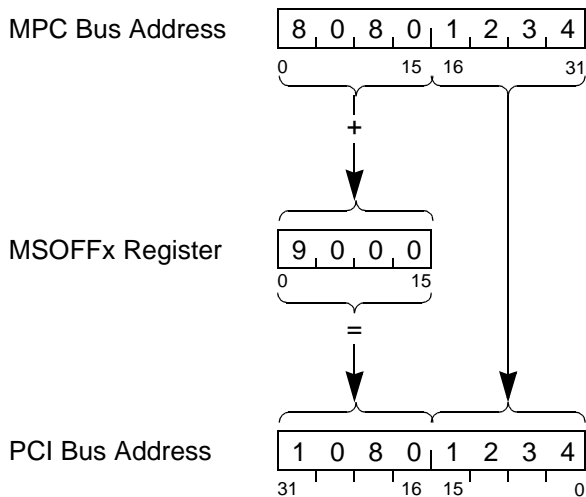 MPC Bus Address 8 0 8 0 1 2 3 4
0 15 16 31
+
MSOFFx Register 9 0 0 0
0 15
=
PCI Bus Address 1 0 8 0 1 2 3 4
31 16 15 0